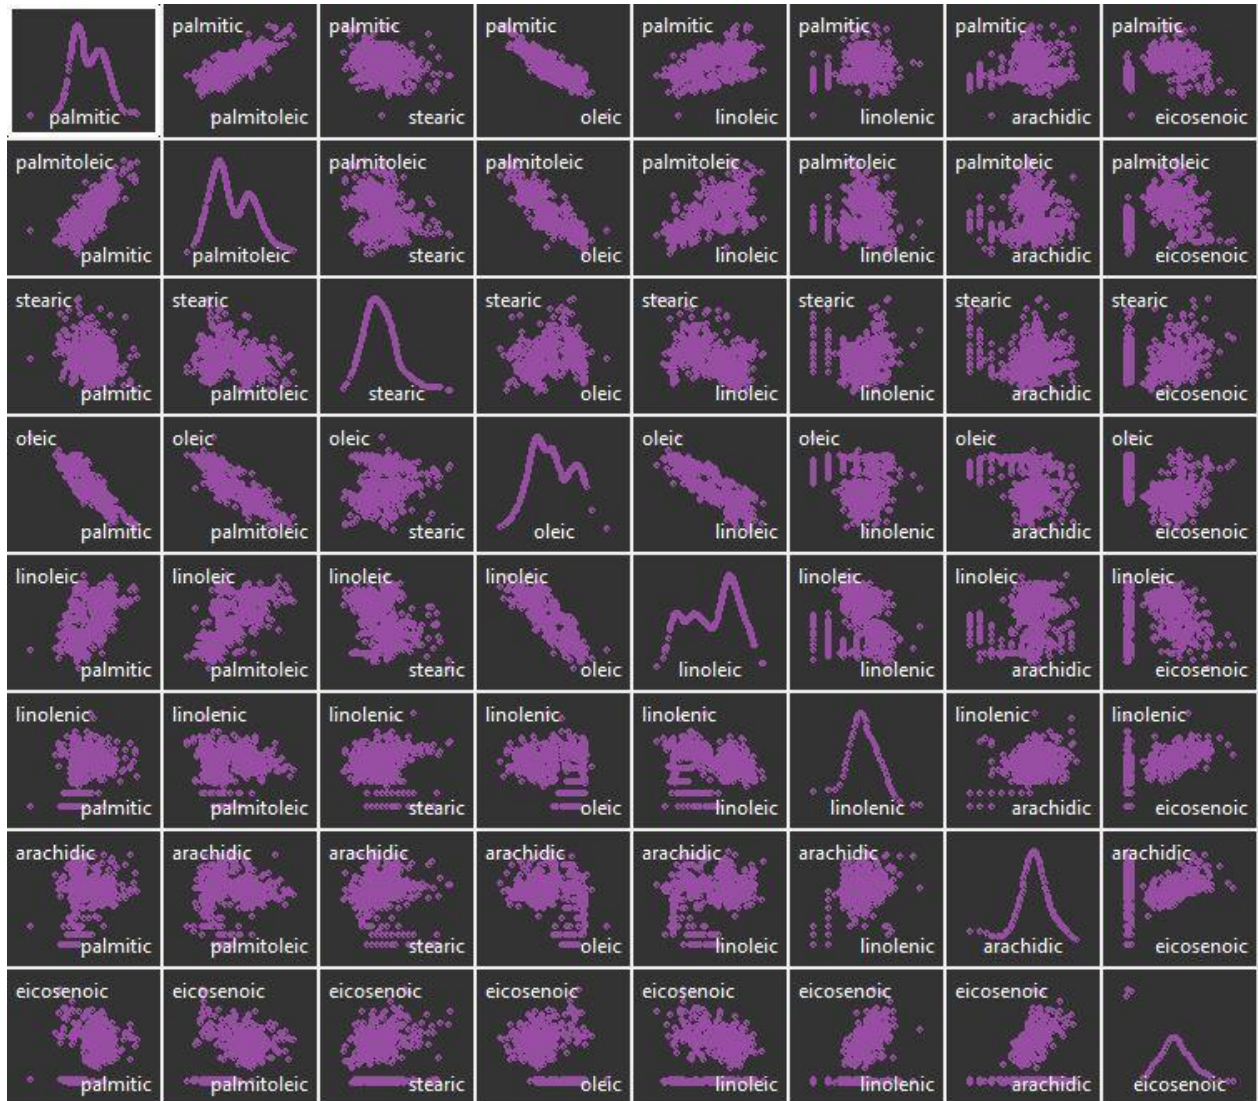 palmitic
palmitic palmitoleic
palmitic stearic
palmitic oleic
palmitic linoleic
palmitic linolenic
palmitic arachidic
palmitic eicosenoic
palmitoleic palmitic
palmitoleic
palmitoleic stearic
palmitoleic oleic
palmitoleic linoleic
palmitoleic linolenic
palmitoleic arachidic
palmitoleic eicosenoic
stearic palmitic
stearic palmitoleic
stearic
stearic oleic
stearic linoleic
stearic linolenic
stearic arachidic
stearic eicosenoic
oleic palmitic
oleic palmitoleic
oleic stearic
oleic
oleic linoleic
oleic linolenic
oleic arachidic
oleic eicosenoic
linoleic palmitic
linoleic palmitoleic
linoleic stearic
linoleic oleic
linoleic
linoleic linolenic
linoleic arachidic
linoleic eicosenoic
linolenic palmitic
linolenic palmitoleic
linolenic stearic
linolenic oleic
linolenic linoleic
linolenic
linolenic arachidic
linolenic eicosenoic
arachidic palmitic
arachidic palmitoleic
arachidic stearic
arachidic oleic
arachidic linoleic
arachidic linolenic
arachidic
arachidic eicosenoic
eicosenoic palmitic
eicosenoic palmitoleic
eicosenoic stearic
eicosenoic oleic
eicosenoic linoleic
eicosenoic linolenic
eicosenoic arachidic
eicosenoic